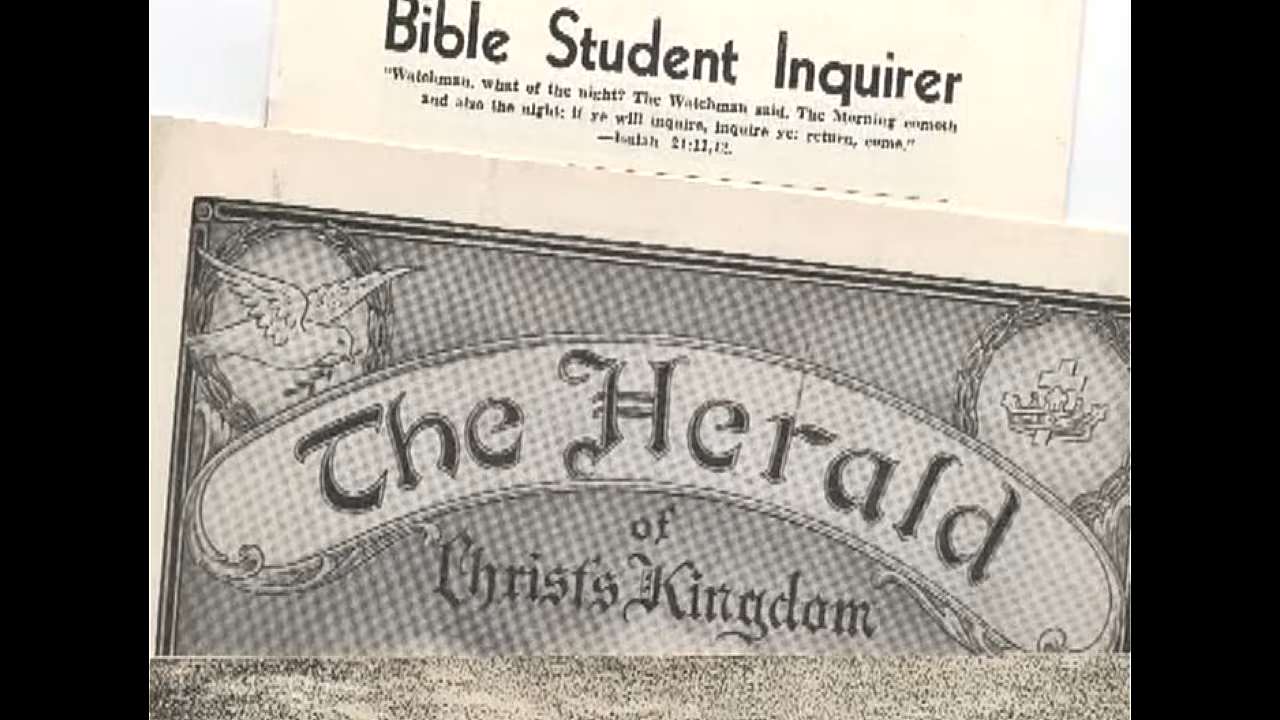 Bible Student Inquirer
"Watchman, what of the night? The Watchman said, The Morning cometh
and also the night: if ye will inquire, inquire ye: return, come."
—Isaiah 21:11,12.
The Herald
of
Christ's Kingdom